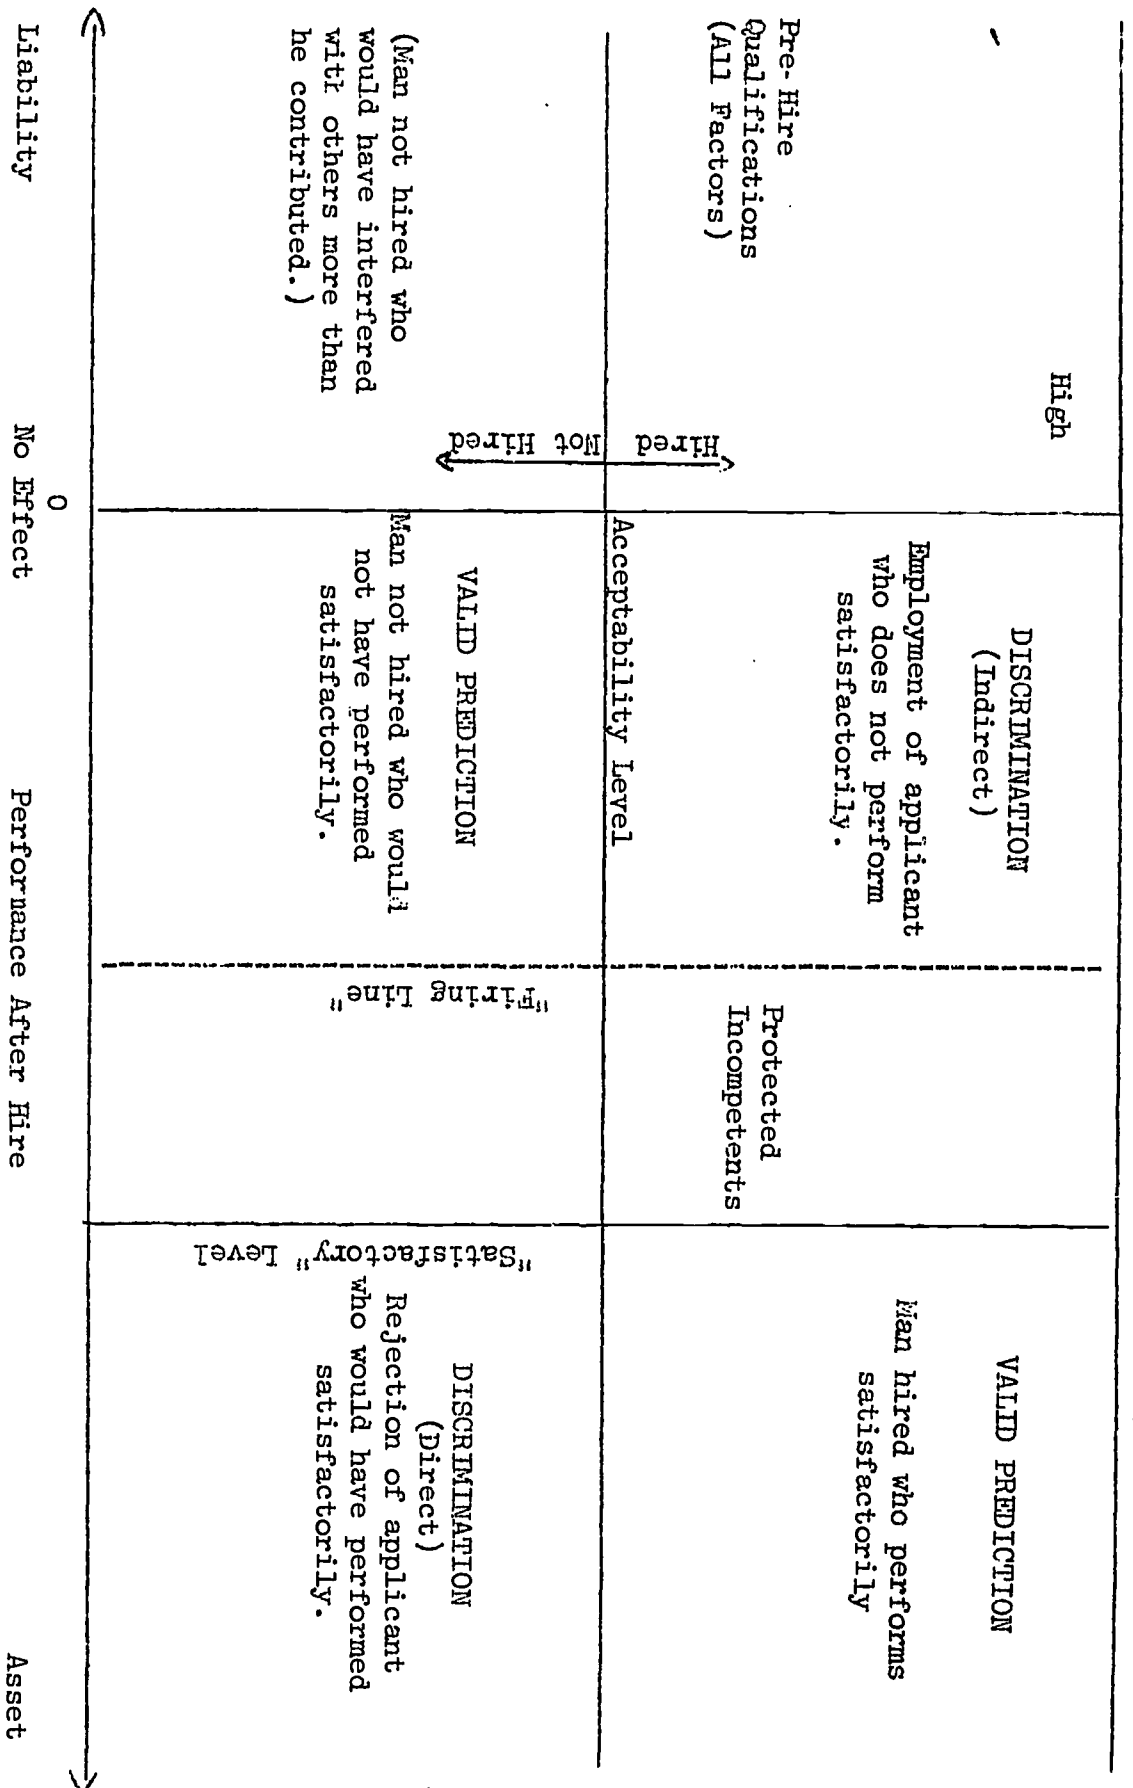 High
Pre-Hire
Qualifications
(All Factors)
DISCRIMINATION
(Indirect)
Employment of applicant
who does not perform
satisfactorily.
Protected
Incompetents
VALID PREDICTION
Man hired who performs
satisfactorily
Hired
Not Hired
Acceptability Level
(Man not hired who
would have interfered
with others more than
he contributed.)
VALID PREDICTION
Man not hired who would
not have performed
satisfactorily.
"Firing Line"
"Satisfactory" Level
DISCRIMINATION
(Direct)
Rejection of applicant
who would have performed
satisfactorily.
0
Liability
No Effect
Performance After Hire
Asset